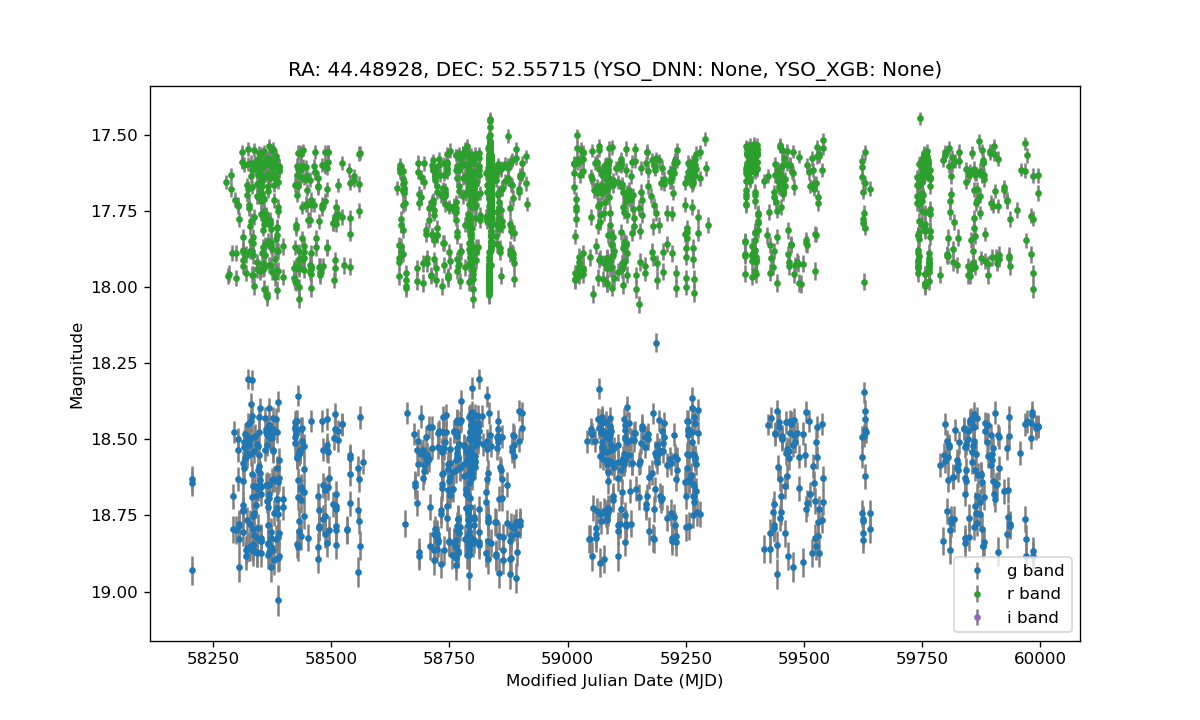 RA: 44.48928, DEC: 52.55715 (YSO_DNN: None, YSO_XGB: None)
17.50
17.75
18.00
18.25
18.50
18.75
19.00
Magnitude
g band
r band
i band
58250 58500 58750 59000 59250 59500 59750 60000
Modified Julian Date (MJD)